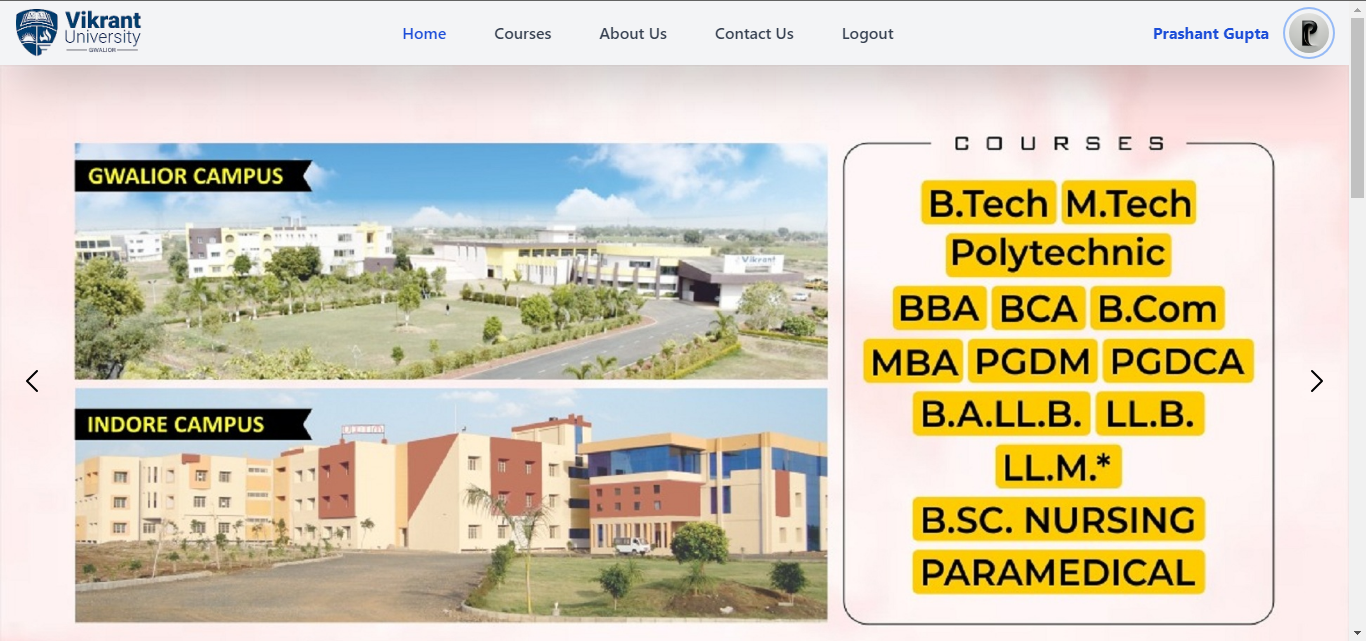 Vikrant
University
GWALIOR
Home Courses About Us Contact Us Logout
Prashant Gupta
GWALIOR CAMPUS
Vikrant
INDORE CAMPUS
COURSES
B.Tech M.Tech
Polytechnic
BBA BCA B.Com
MBA PGDM PGDCA
B.A.LL.B. LL.B.
LL.M.*
B.SC. NURSING
PARAMEDICAL